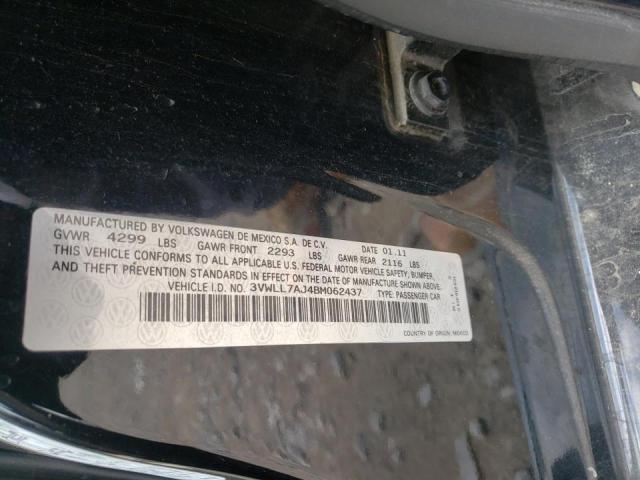 MANUFACTURED BY VOLKSWAGEN DE MEXICO S.A. DE C.V. DATE 01.11
GVWR 4299 LBS GAWR FRONT 2293 LBS GAWR REAR 2116 LBS
THIS VEHICLE CONFORMS TO ALL APPLICABLE U.S. FEDERAL MOTOR VEHICLE SAFETY, BUMPER,
AND THEFT PREVENTION STANDARDS IN EFFECT ON THE DATE OF MANUFACTURE SHOWN ABOVE.
VEHICLE I.D. NO. 3VWLL7AJ4BM062437 TYPE: PASSENGER CAR
COUNTRY OF ORIGIN, MEXICO